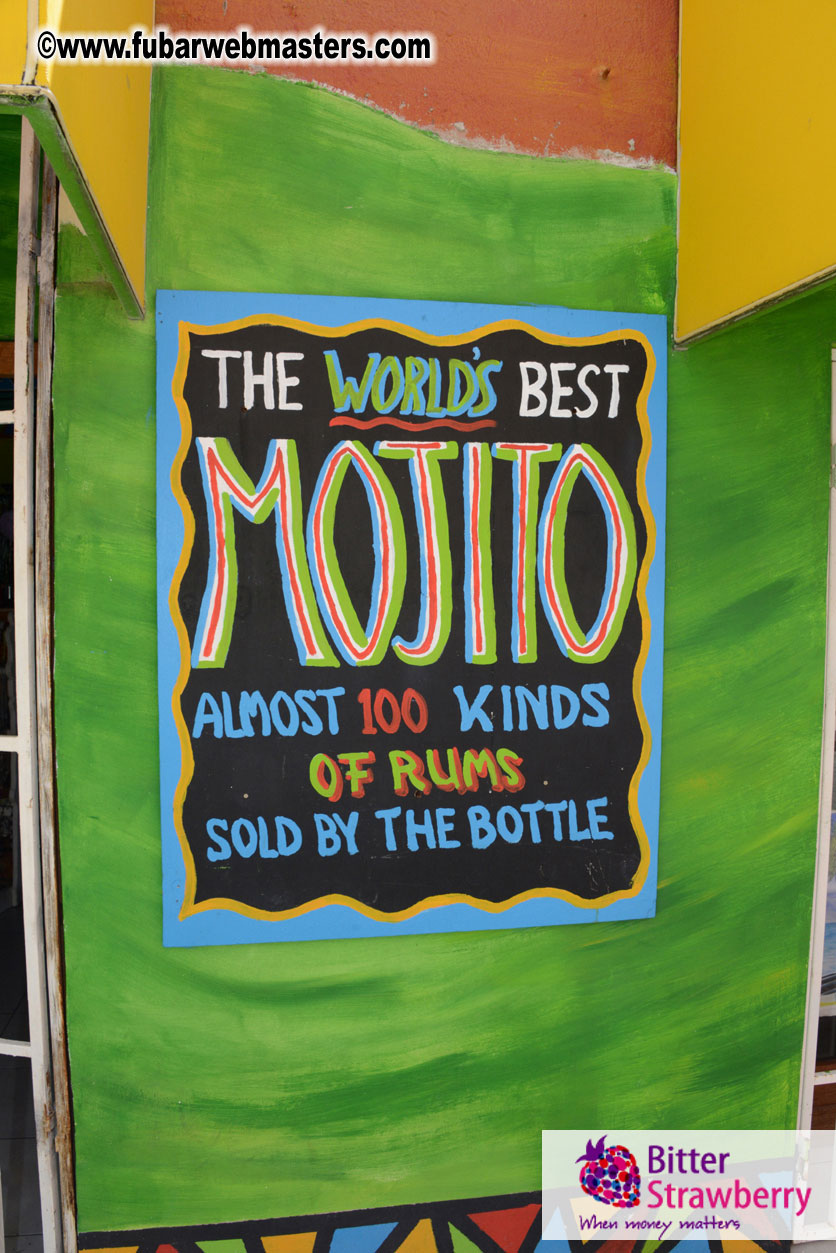 ©www.fubarwebmasters.com
THE WORLD'S BEST
MOJITO
ALMOST 100 KINDS
OF RUMS
SOLD BY THE BOTTLE
Bitter
Strawberry
When money matters